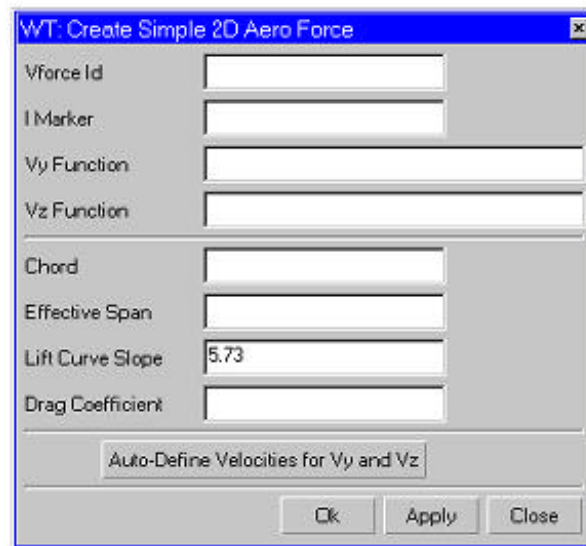 WT: Create Simple 2D Aero Force
Vforce Id
I Marker
Vy Function
Vz Function
Chord
Effective Span
Lift Curve Slope 5.73
Drag Coefficient
Auto-Define Velocities for Vy and Vz
Ok Apply Close